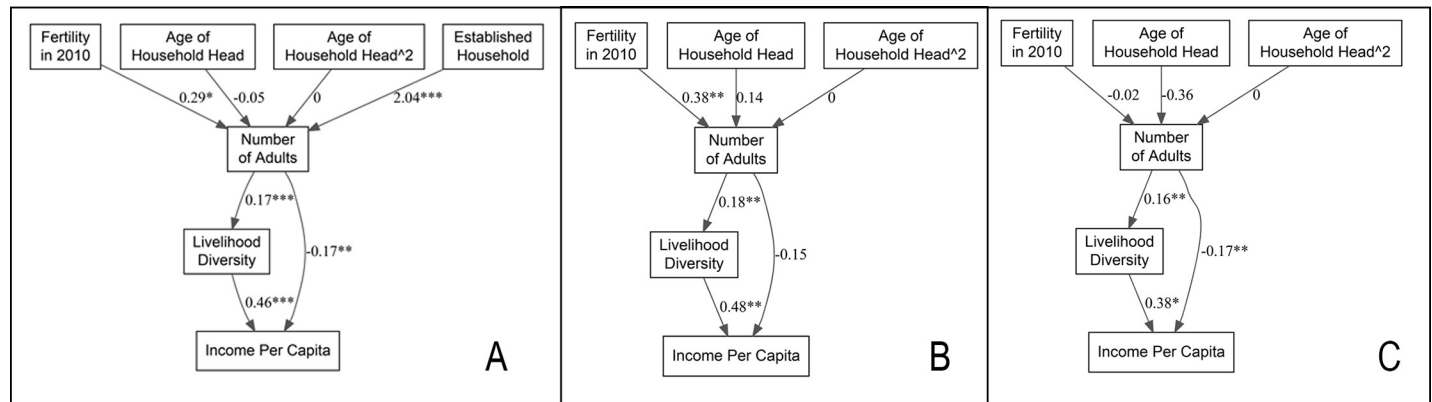 Fertility
in 2010
Age of
Household Head
Age of
Household Head^2
Established
Household
0.29*
-0.05
0
2.04***
Number
of Adults
0.17***
Livelihood
Diversity
-0.17**
0.46***
Income Per Capita
A
Fertility
in 2010
Age of
Household Head
Age of
Household Head^2
0.38**
0.14
0
Number
of Adults
0.18**
Livelihood
Diversity
-0.15
0.48**
Income Per Capita
B
Fertility
in 2010
Age of
Household Head
Age of
Household Head^2
-0.02
-0.36
0
Number
of Adults
0.16**
Livelihood
Diversity
-0.17**
0.38*
Income Per Capita
C